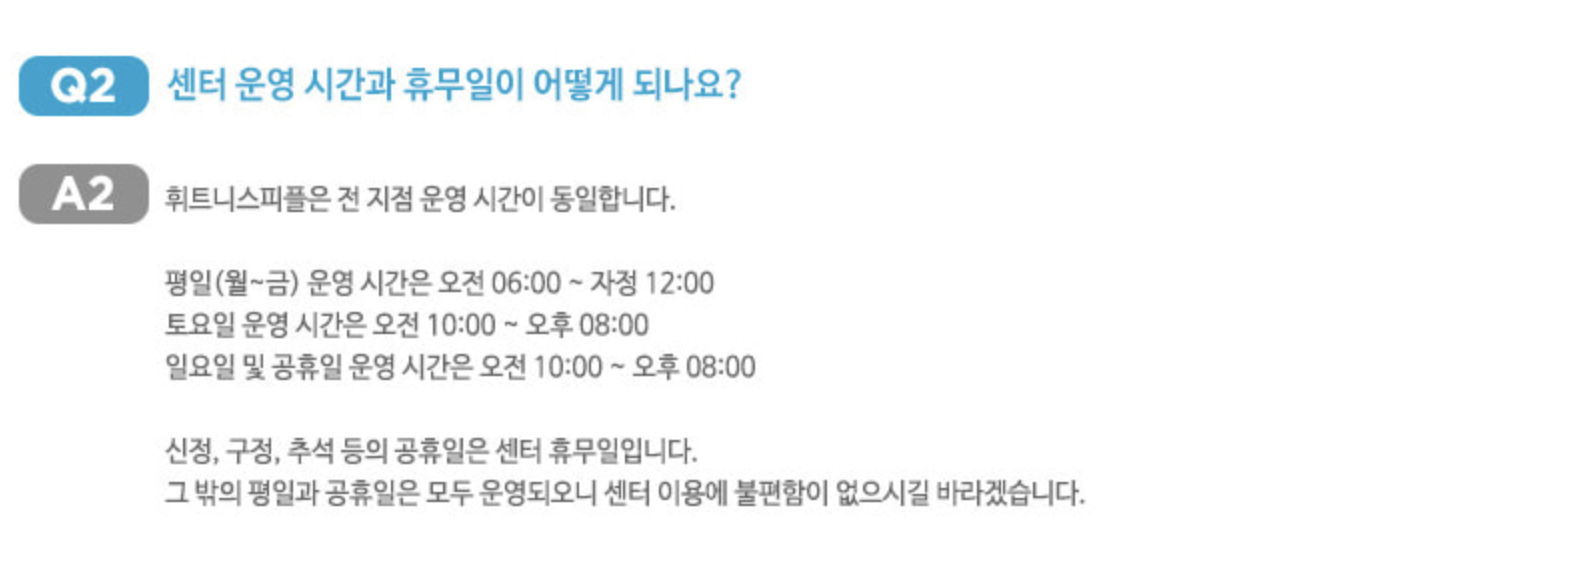 Q2 센터 운영 시간과 휴무일이 어떻게 되나요?
A2 휘트니스피플은 전 지점 운영 시간이 동일합니다.
평일(월~금) 운영 시간은 오전 06:00 ~ 자정 12:00
토요일 운영 시간은 오전 10:00 ~ 오후 08:00
일요일 및 공휴일 운영 시간은 오전 10:00 ~ 오후 08:00
신정, 구정, 추석 등의 공휴일은 센터 휴무일입니다.
그 밖의 평일과 공휴일은 모두 운영되오니 센터 이용에 불편함이 없으시길 바라겠습니다.